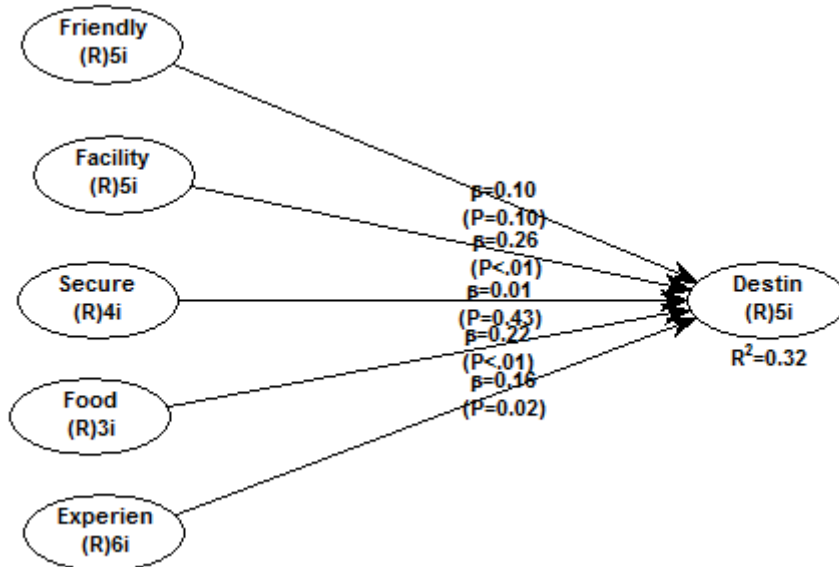 Friendly
(R)5i
Facility
(R)5i
β=0.10
(P=0.10)
β=0.26
(P<.01)
Secure
(R)4i
β=0.01
(P=0.43)
Destin
(R)5i
R²=0.32
β=0.22
(P<.01)
Food
(R)3i
β=0.16
(P=0.02)
Experien
(R)6i